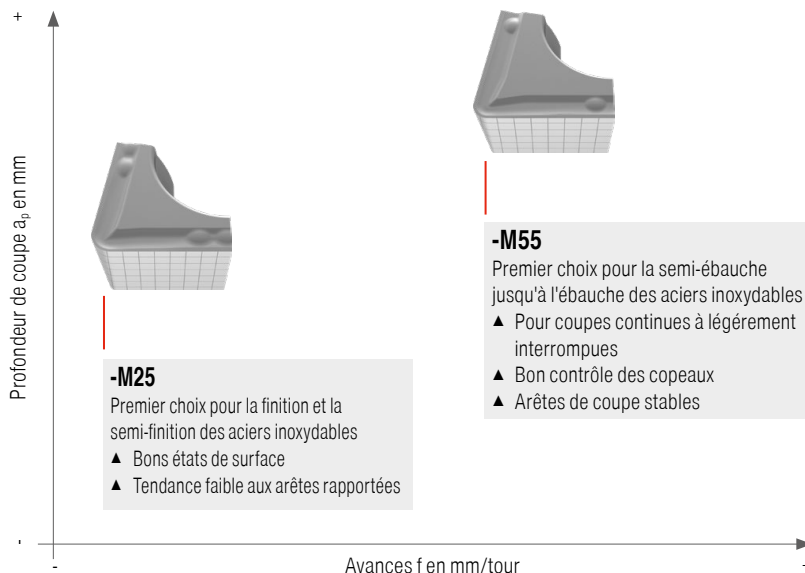 +
Profondeur de coupe ap en mm
-M25
Premier choix pour la finition et la
semi-finition des aciers inoxydables
▲ Bons états de surface
▲ Tendance faible aux arêtes rapportées
-M55
Premier choix pour la semi-ébauche
jusqu'à l'ébauche des aciers inoxydables
▲ Pour coupes continues à légérement
interrompues
▲ Bon contrôle des copeaux
▲ Arêtes de coupe stables
-
-
Avances f en mm/tour